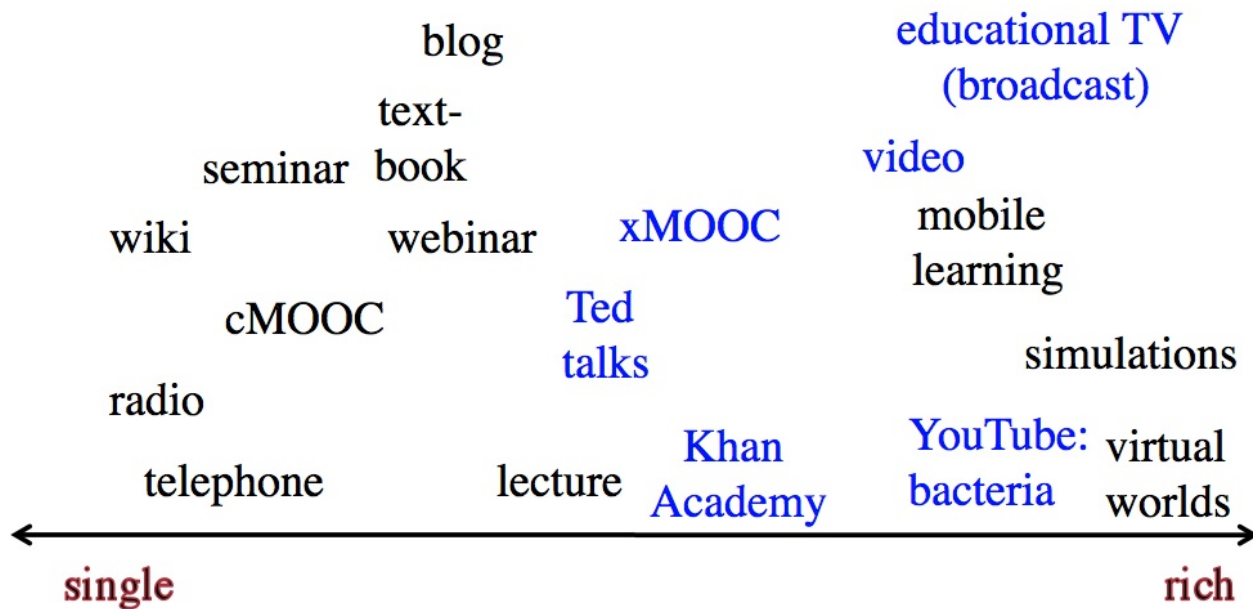 blog
educational TV
(broadcast)
text-
book
seminar
video
wiki
webinar
xMOOC
mobile
learning
cMOOC
Ted
talks
simulations
radio
telephone
lecture
Khan
Academy
YouTube:
bacteria
virtual
worlds
single
rich